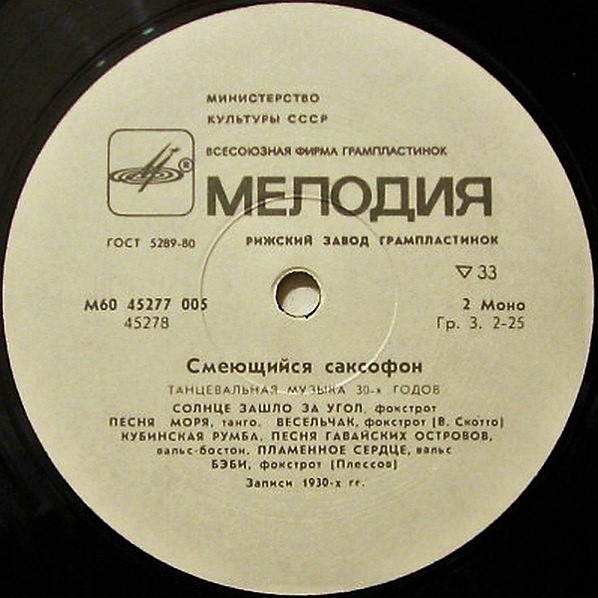 МИНИСТЕРСТВО
КУЛЬТУРЫ СССР
ВСЕСОЮЗНАЯ ФИРМА ГРАМПЛАСТИНОК
®
МЕЛОДИЯ
ГОСТ 5289-80 РИЖСКИЙ ЗАВОД ГРАМПЛАСТИНОК
▽ 33
М60 45277 005 2 Моно
45278 Гр. 3. 2-25
Смеющийся саксофон
ТАНЦЕВАЛЬНАЯ МУЗЫКА 30-х ГОДОВ
СОЛНЦЕ ЗАШЛО ЗА УГОЛ, фокстрот
ПЕСНЯ МОРЯ, танго. ВЕСЕЛЬЧАК, фокстрот (В. Скотто)
КУБИНСКАЯ РУМБА. ПЕСНЯ ГАВАЙСКИХ ОСТРОВОВ,
вальс-бостон. ПЛАМЕННОЕ СЕРДЦЕ, вальс
БЭБИ, фокстрот (Плессов)
Записи 1930-х гг.